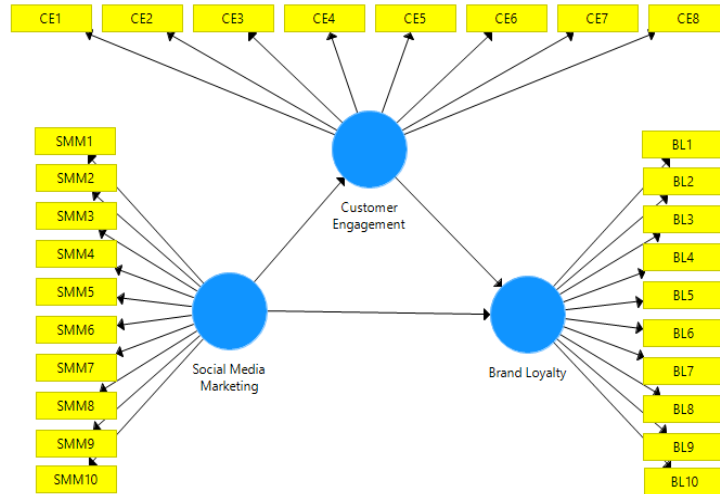 CE1
CE2
CE3
CE4
CE5
CE6
CE7
CE8
Customer
Engagement
SMM1
SMM2
SMM3
SMM4
SMM5
SMM6
SMM7
SMM8
SMM9
SMM10
Social Media
Marketing
Brand Loyalty
BL1
BL2
BL3
BL4
BL5
BL6
BL7
BL8
BL9
BL10